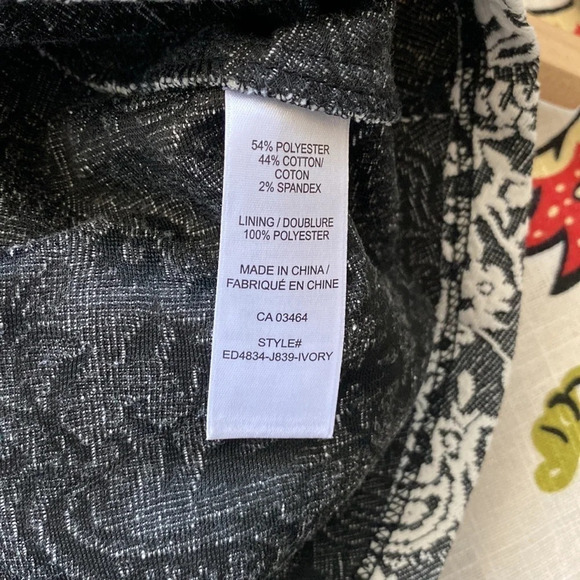 54% POLYESTER
44% COTTON/
COTON
2% SPANDEX
LINING / DOUBLURE
100% POLYESTER
MADE IN CHINA /
FABRIQUÉ EN CHINE
CA 03464
STYLE#
ED4834-J839-IVORY